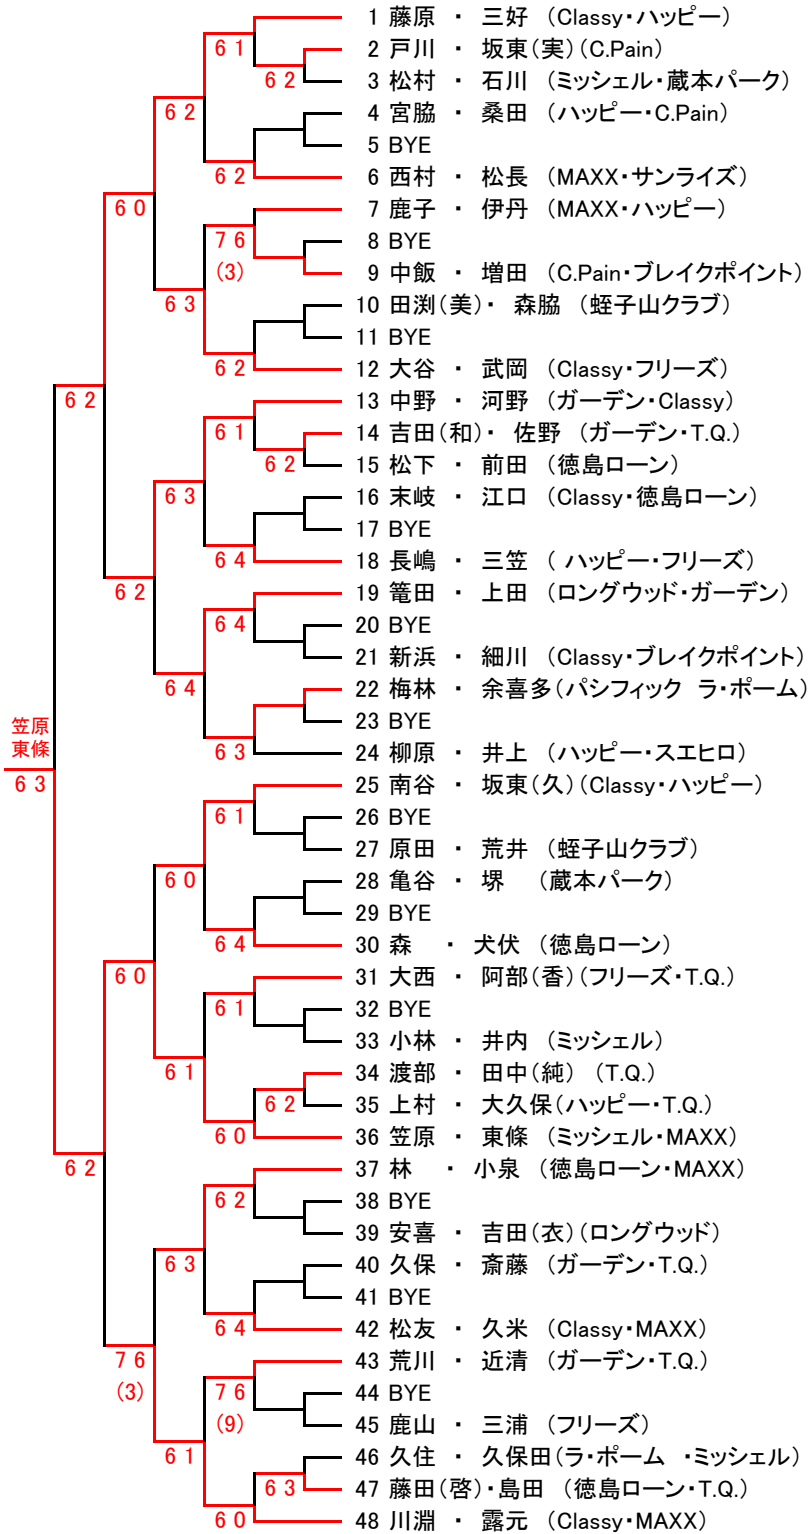 1 藤原 ・ 三好 (Classy・ハッピー)
6 1
2 戸川 ・ 坂東(実)(C.Pain)
6 2
3 松村 ・ 石川 (ミッシェル・蔵本パーク)
6 2
4 宮脇 ・ 桑田 (ハッピー・C.Pain)
5 BYE
6 2
6 西村 ・ 松長 (MAXX・サンライズ)
6 0
7 鹿子 ・ 伊丹 (MAXX・ハッピー)
7 6
(3)
8 BYE
9 中飯 ・ 増田 (C.Pain・ブレイクポイント)
6 3
10 田渕(美)・ 森脇 (蛭子山クラブ)
11 BYE
6 2
12 大谷 ・ 武岡 (Classy・フリーズ)
6 2
13 中野 ・ 河野 (ガーデン・Classy)
6 1
14 吉田(和)・ 佐野 (ガーデン・T.Q.)
6 2
15 松下 ・ 前田 (徳島ローン)
6 3
16 末岐 ・ 江口 (Classy・徳島ローン)
17 BYE
6 4
18 長嶋 ・ 三笠 ( ハッピー・フリーズ)
6 2
19 篭田 ・ 上田 (ロングウッド・ガーデン)
6 4
20 BYE
21 新浜 ・ 細川 (Classy・ブレイクポイント)
6 4
22 梅林 ・ 余喜多(パシフィック ラ・ポーム)
23 BYE
6 3
24 柳原 ・ 井上 (ハッピー・スエヒロ)
笠原
東條
6 3
25 南谷 ・ 坂東(久)(Classy・ハッピー)
6 1
26 BYE
27 原田 ・ 荒井 (蛭子山クラブ)
6 0
28 亀谷 ・ 堺 (蔵本パーク)
29 BYE
6 4
30 森 ・ 犬伏 (徳島ローン)
6 0
31 大西 ・ 阿部(香)(フリーズ・T.Q.)
6 1
32 BYE
33 小林 ・ 井内 (ミッシェル)
6 1
34 渡部 ・ 田中(純) (T.Q.)
6 2
35 上村 ・ 大久保(ハッピー・T.Q.)
6 0
36 笠原 ・ 東條 (ミッシェル・MAXX)
6 2
37 林 ・ 小泉 (徳島ローン・MAXX)
6 2
38 BYE
39 安喜 ・ 吉田(衣)(ロングウッド)
6 3
40 久保 ・ 斎藤 (ガーデン・T.Q.)
41 BYE
6 4
42 松友 ・ 久米 (Classy・MAXX)
7 6
(3)
43 荒川 ・ 近清 (ガーデン・T.Q.)
7 6
(9)
44 BYE
45 鹿山 ・ 三浦 (フリーズ)
6 1
46 久住 ・ 久保田(ラ・ポーム ・ミッシェル)
6 3
47 藤田(啓)・島田 (徳島ローン・T.Q.)
6 0
48 川淵 ・ 露元 (Classy・MAXX)